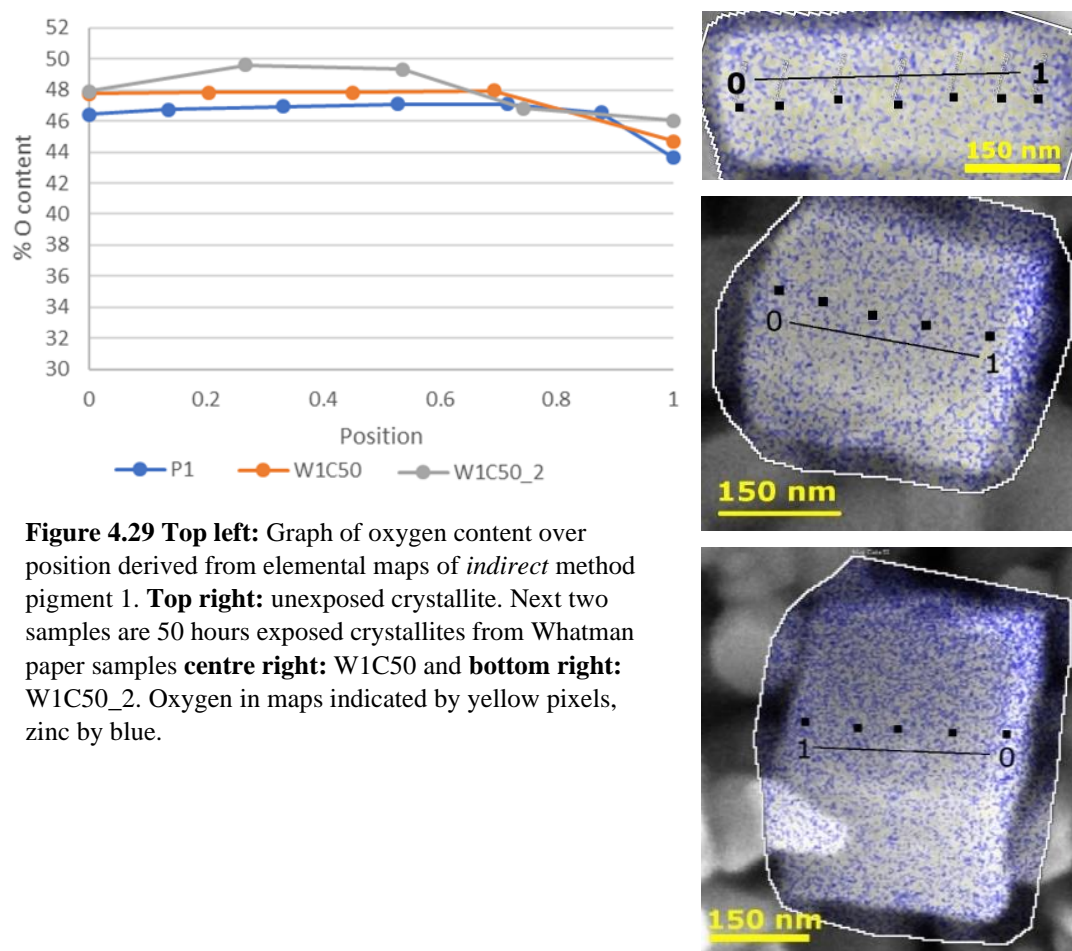 52
50
48
46
44
42
40
38
36
34
32
30
% O content
0 0.2 0.4 0.6 0.8 1
Position
P1 W1C50 W1C50_2
0 1
150 nm
0
1
150 nm
1 0
150 nm
Figure 4.29 Top left: Graph of oxygen content over
position derived from elemental maps of indirect method
pigment 1. Top right: unexposed crystallite. Next two
samples are 50 hours exposed crystallites from Whatman
paper samples centre right: W1C50 and bottom right:
W1C50_2. Oxygen in maps indicated by yellow pixels,
zinc by blue.